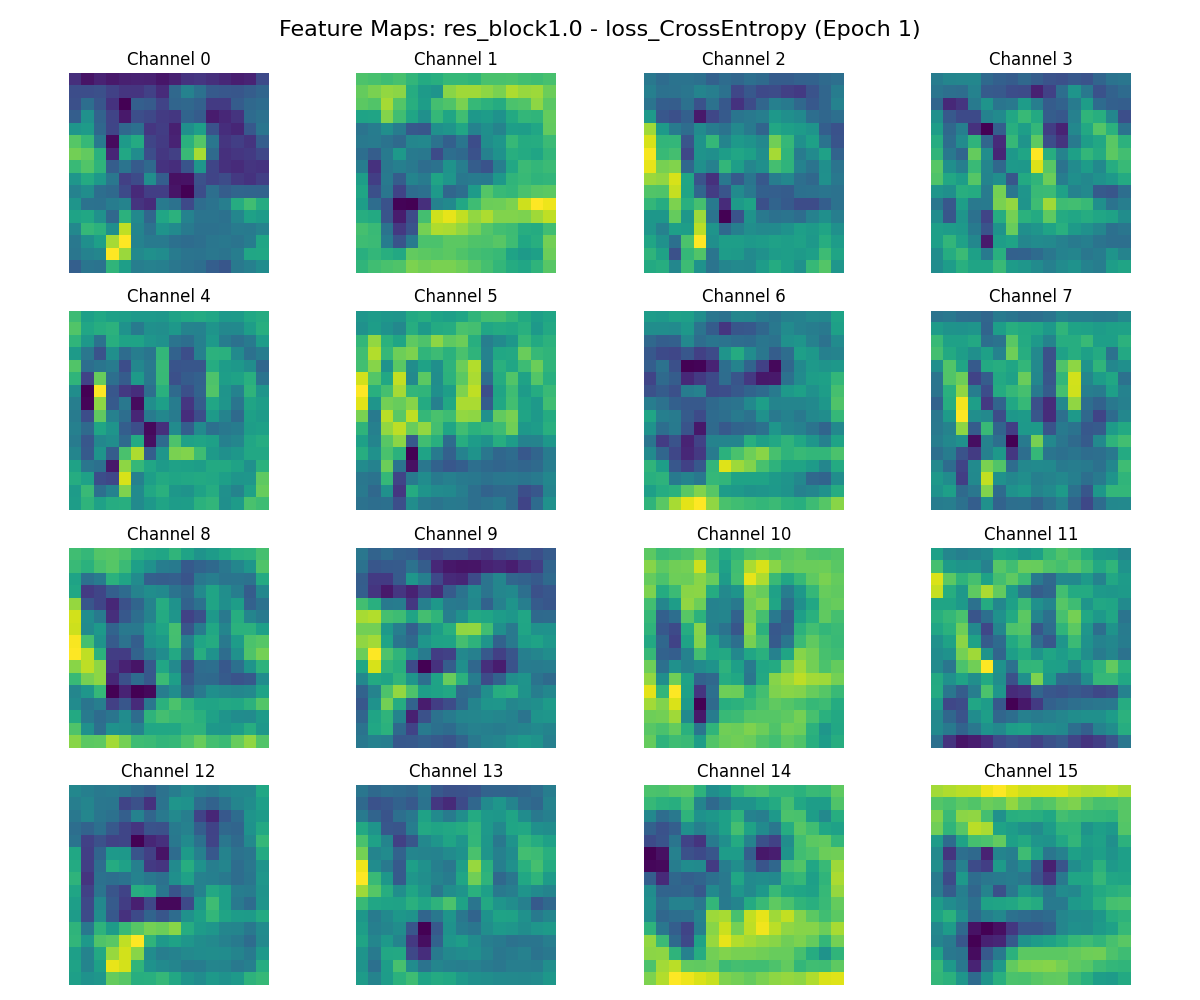 Feature Maps: res_block1.0 - loss_CrossEntropy (Epoch 1)
Channel 0 Channel 1 Channel 2 Channel 3
Channel 4 Channel 5 Channel 6 Channel 7
Channel 8 Channel 9 Channel 10 Channel 11
Channel 12 Channel 13 Channel 14 Channel 15